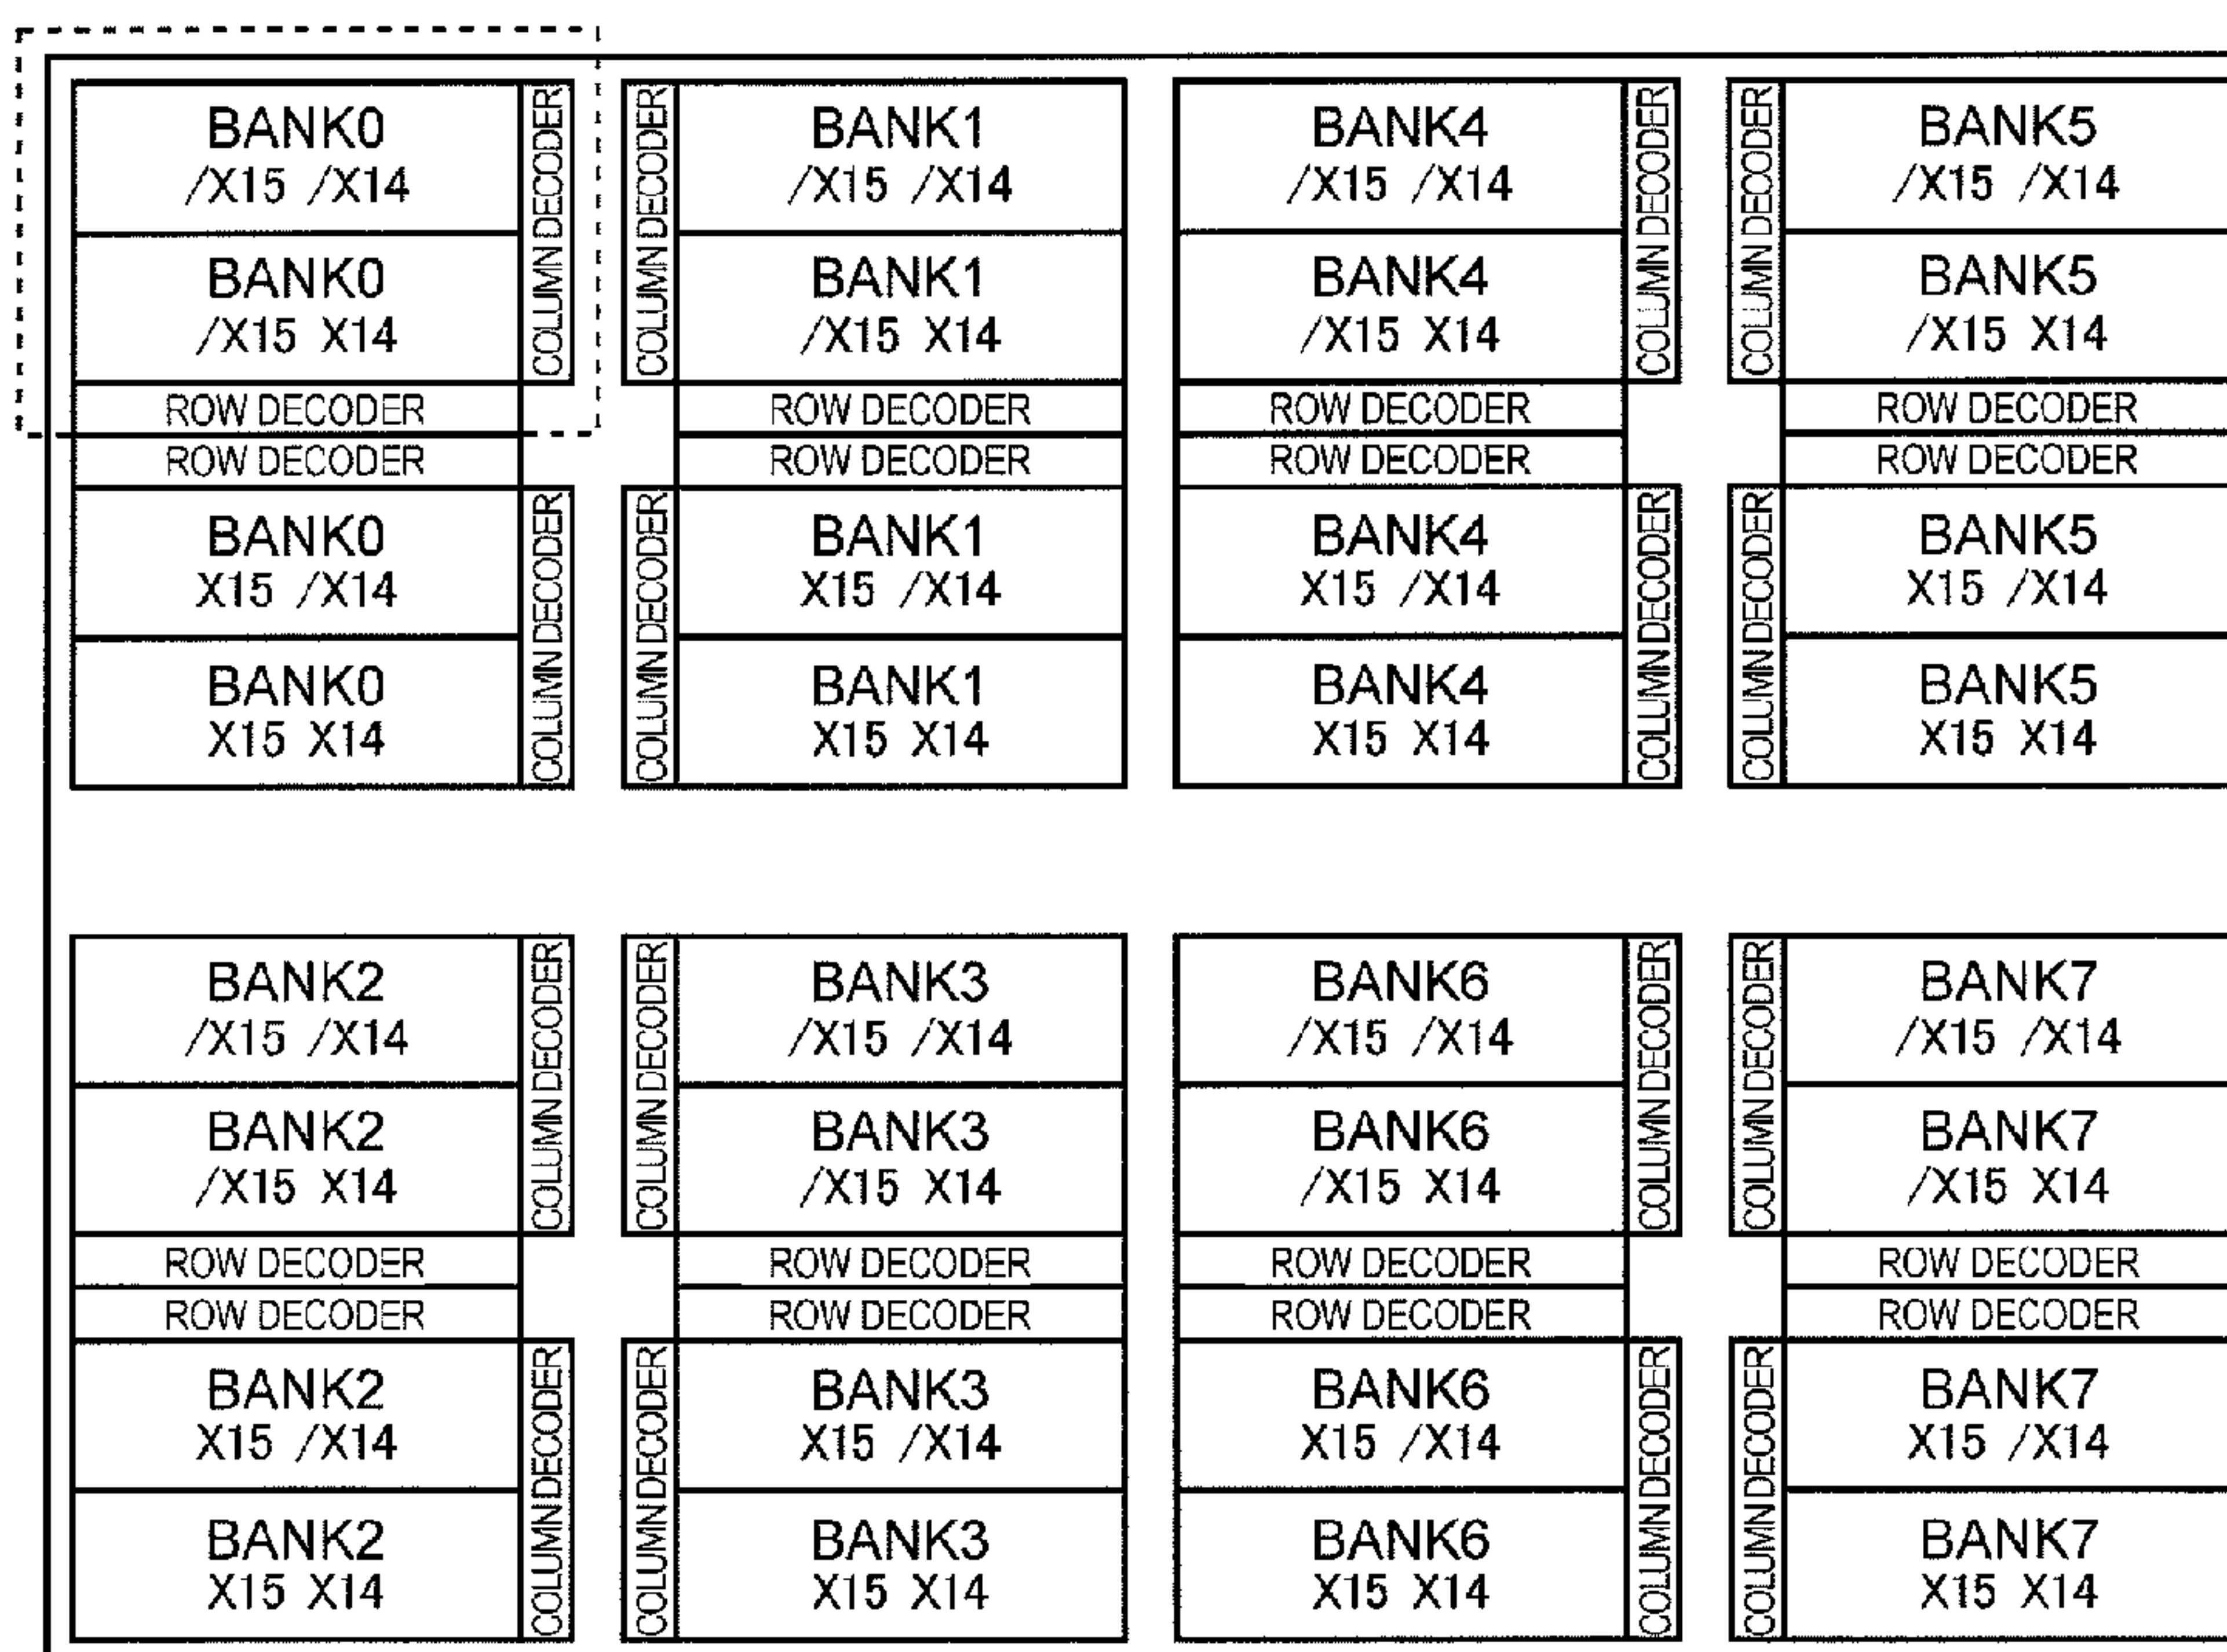 BANK0
/X15 /X14
BANK0
/X15 X14
COLUMN DECODER
ROW DECODER
ROW DECODER
BANK0
X15 /X14
BANK0
X15 X14
COLUMN DECODER
COLUMN DECODER
BANK1
/X15 /X14
BANK1
/X15 X14
ROW DECODER
ROW DECODER
COLUMN DECODER
BANK1
X15 /X14
BANK1
X15 X14
BANK4
/X15 /X14
BANK4
/X15 X14
COLUMN DECODER
ROW DECODER
ROW DECODER
BANK4
X15 /X14
BANK4
X15 X14
COLUMN DECODER
COLUMN DECODER
BANK5
/X15 /X14
BANK5
/X15 X14
ROW DECODER
ROW DECODER
COLUMN DECODER
BANK5
X15 /X14
BANK5
X15 X14
BANK2
/X15 /X14
BANK2
/X15 X14
COLUMN DECODER
ROW DECODER
ROW DECODER
BANK2
X15 /X14
BANK2
X15 X14
COLUMN DECODER
COLUMN DECODER
BANK3
/X15 /X14
BANK3
/X15 X14
ROW DECODER
ROW DECODER
COLUMN DECODER
BANK3
X15 /X14
BANK3
X15 X14
BANK6
/X15 /X14
BANK6
/X15 X14
COLUMN DECODER
ROW DECODER
ROW DECODER
BANK6
X15 /X14
BANK6
X15 X14
COLUMN DECODER
COLUMN DECODER
BANK7
/X15 /X14
BANK7
/X15 X14
ROW DECODER
ROW DECODER
COLUMN DECODER
BANK7
X15 /X14
BANK7
X15 X14